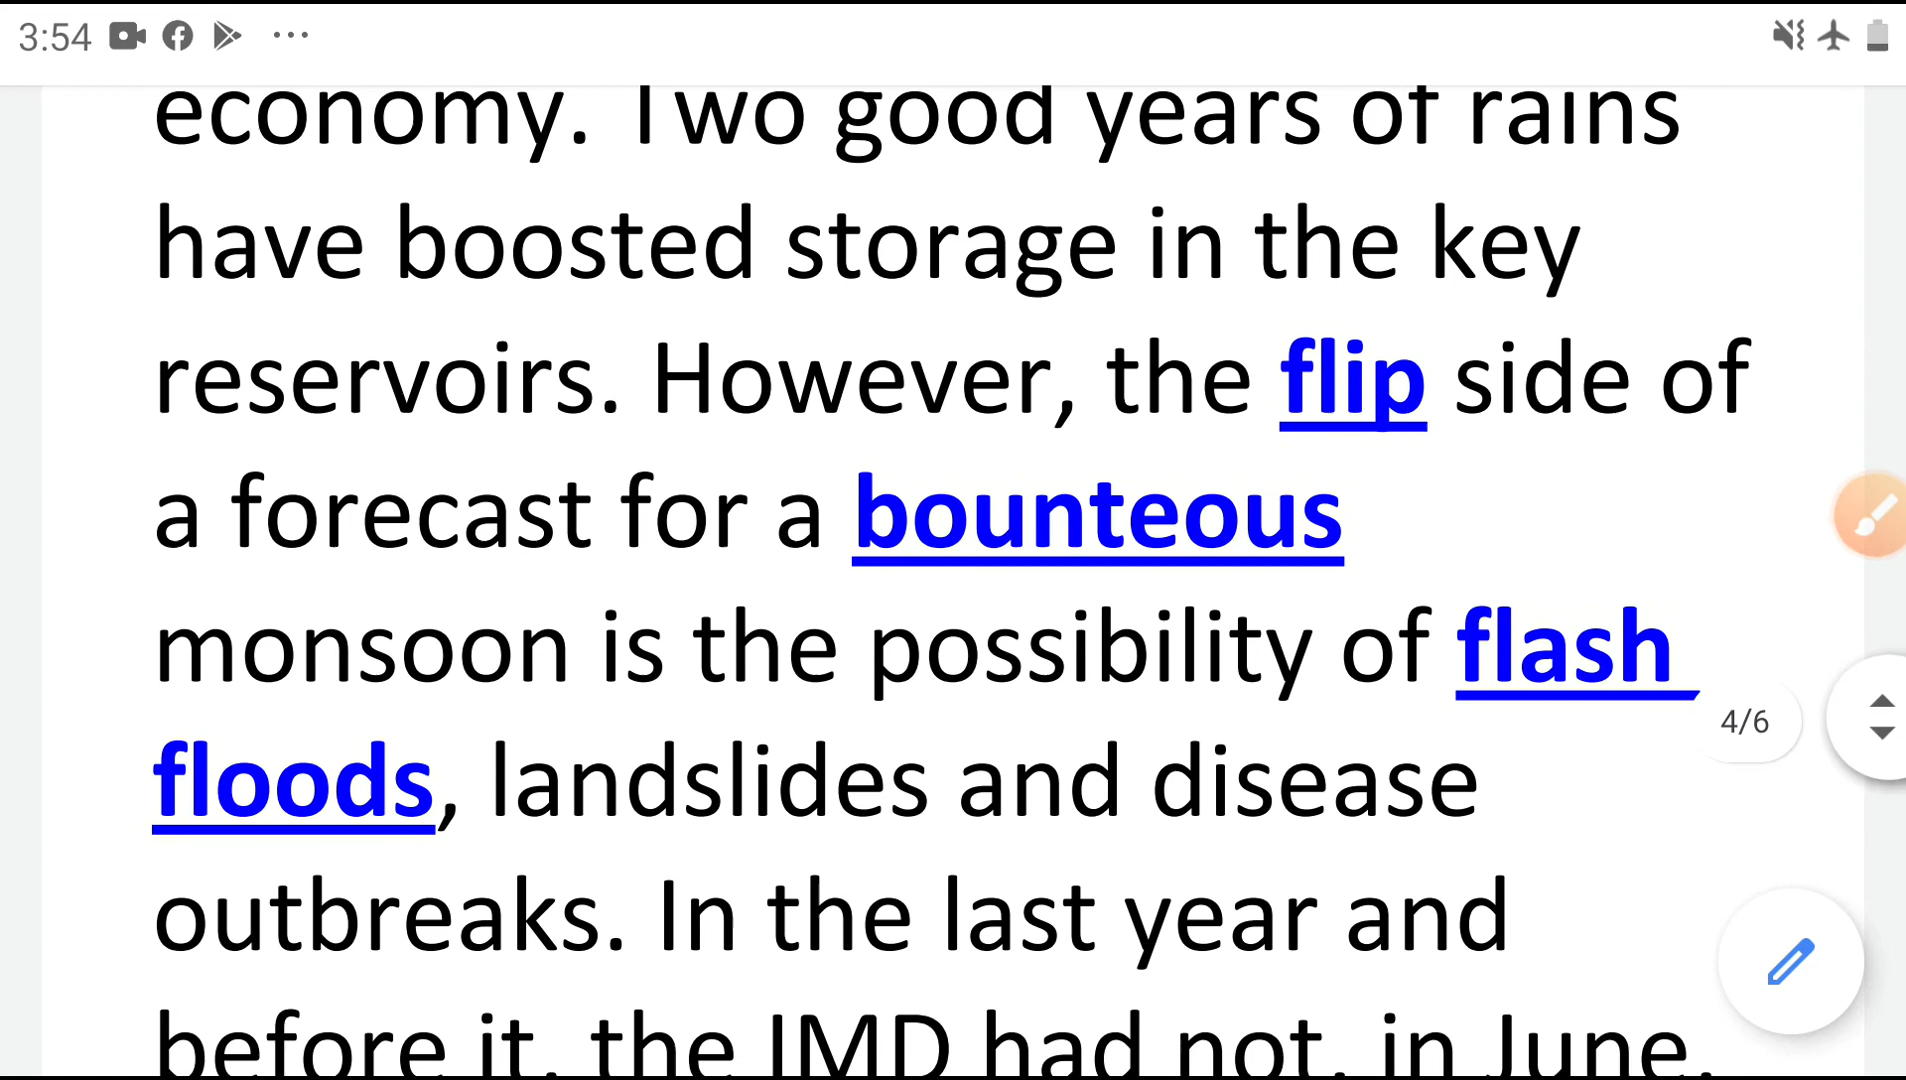 3:54
economy. Two good years of rains
have boosted storage in the key
reservoirs. However, the flip side of
a forecast for a bounteous
monsoon is the possibility of flash
4/6
floods, landslides and disease
outbreaks. In the last year and
before it, the IMD had not, in June,